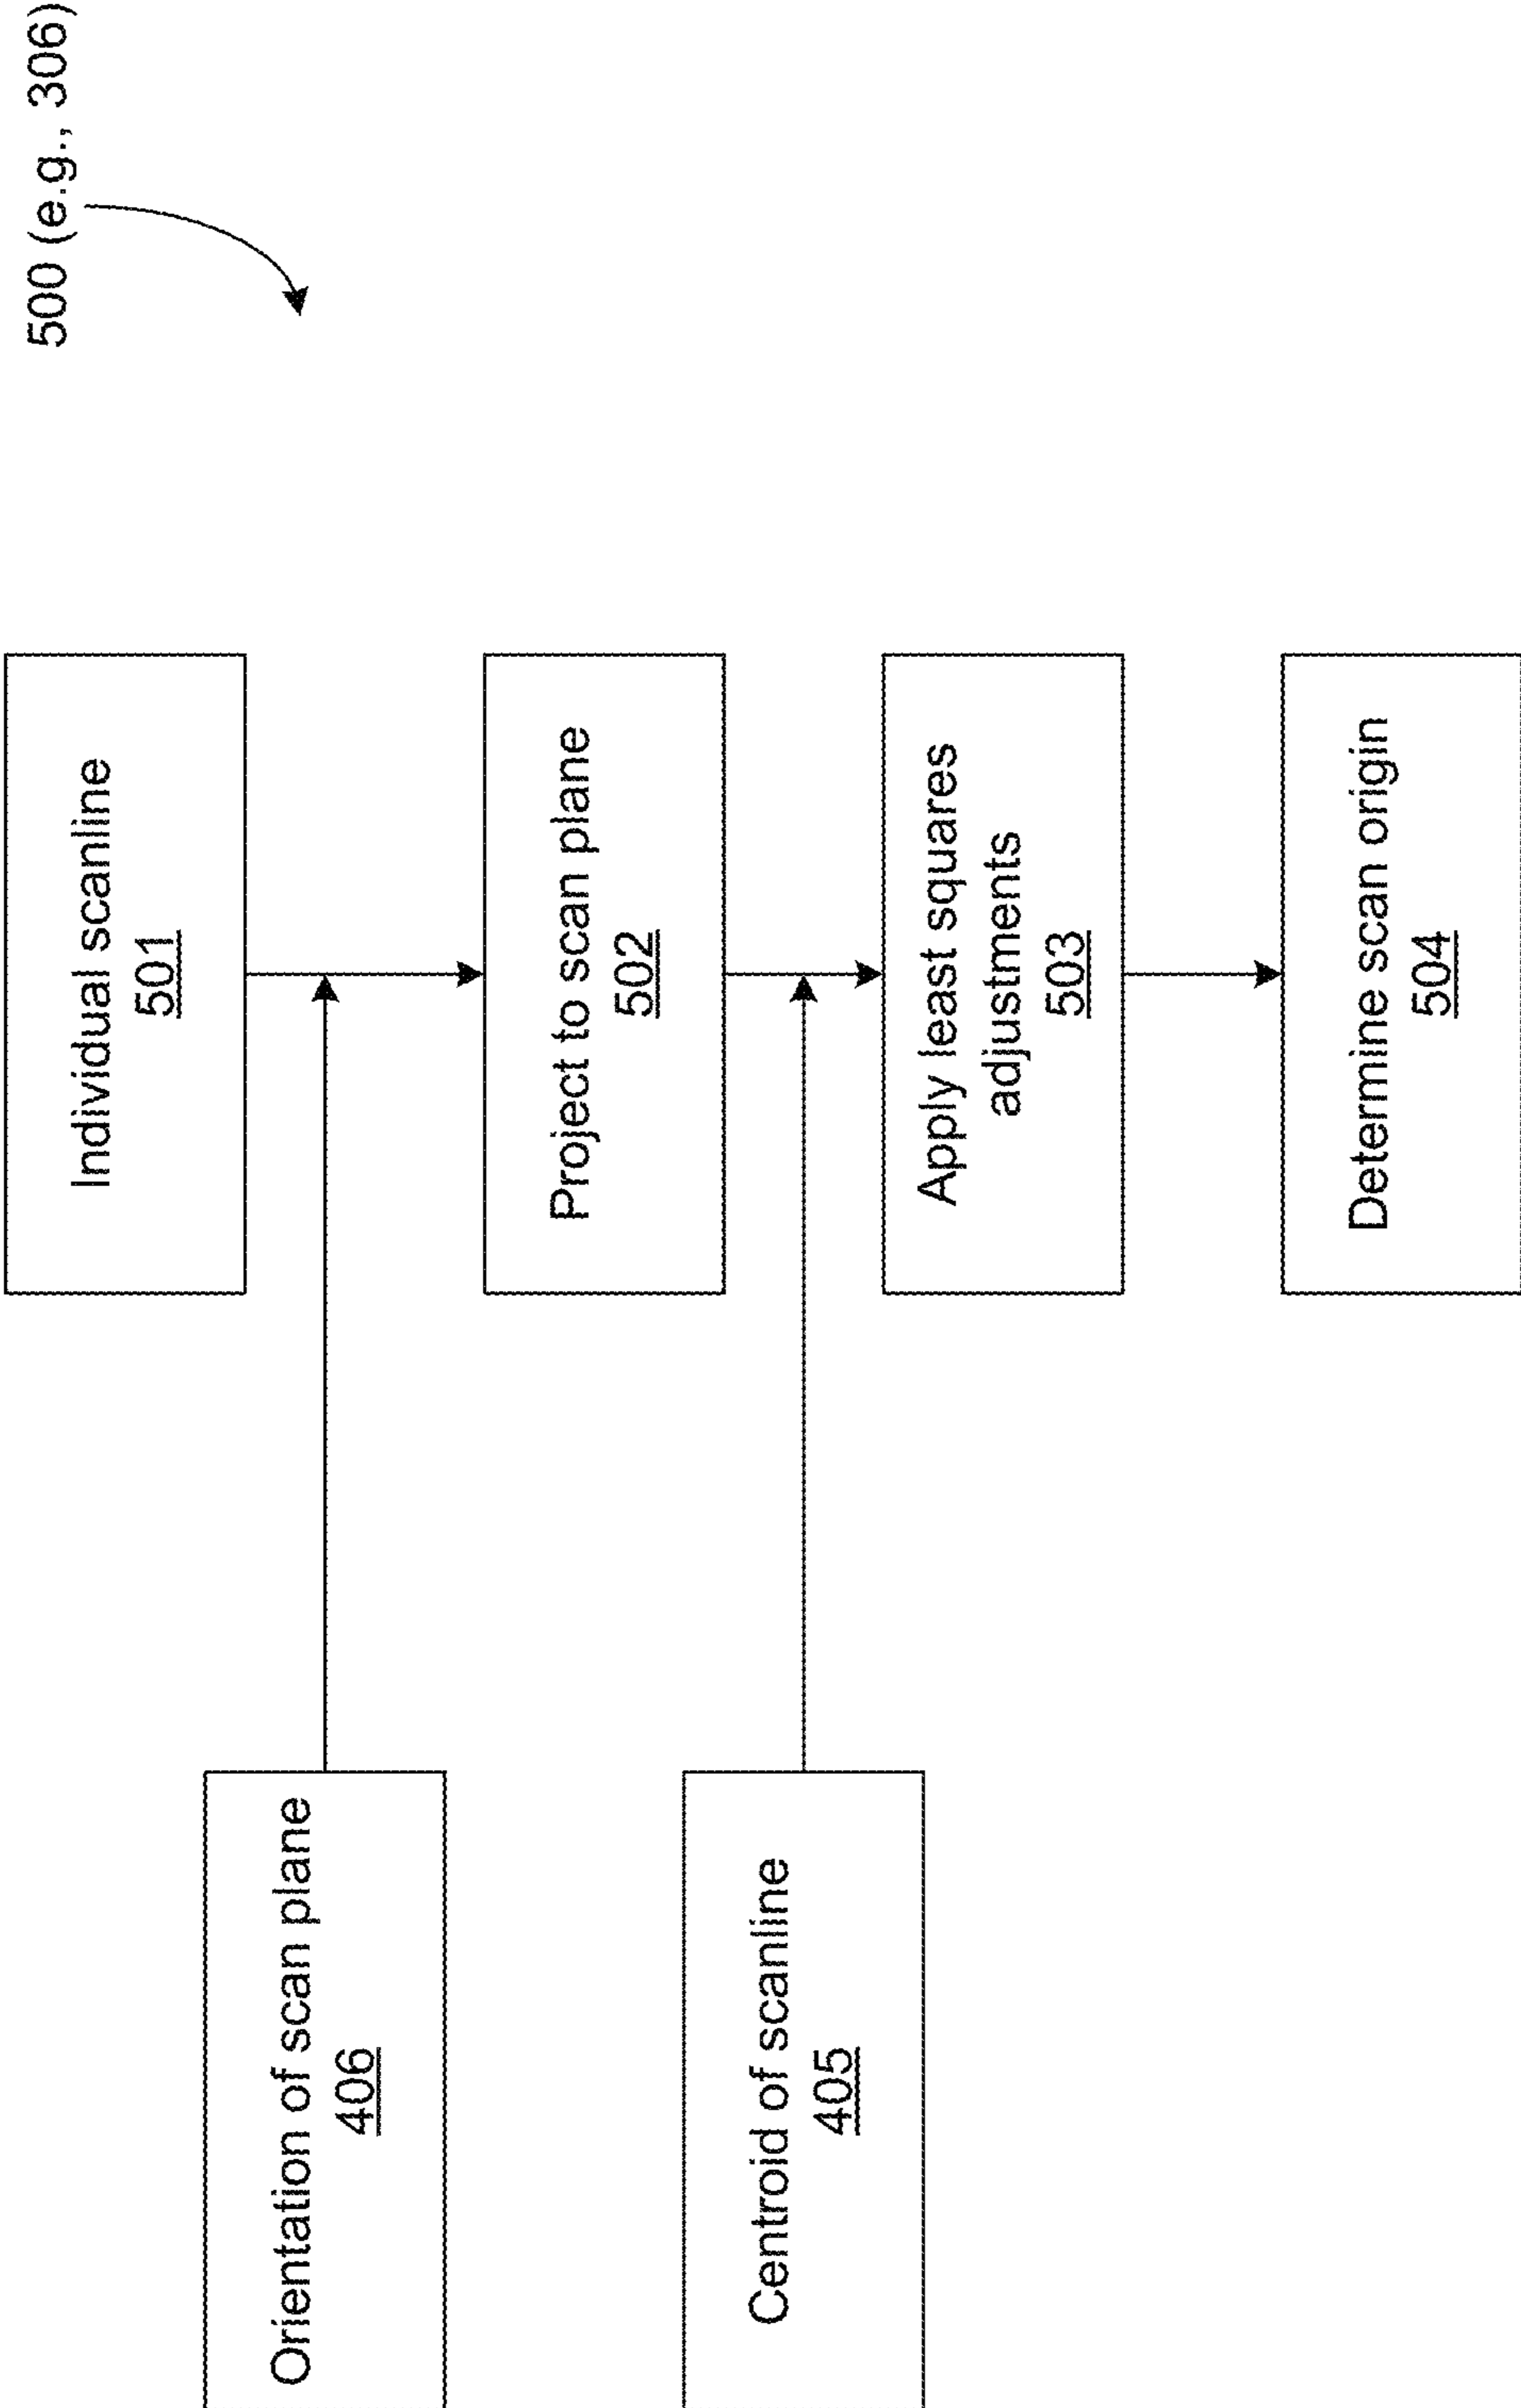 500 (e.g., 306)
Individual scanline
501
Orientation of scan plane
406
Project to scan plane
502
Centroid of scanline
405
Apply least squares
adjustments
503
Determine scan origin
504